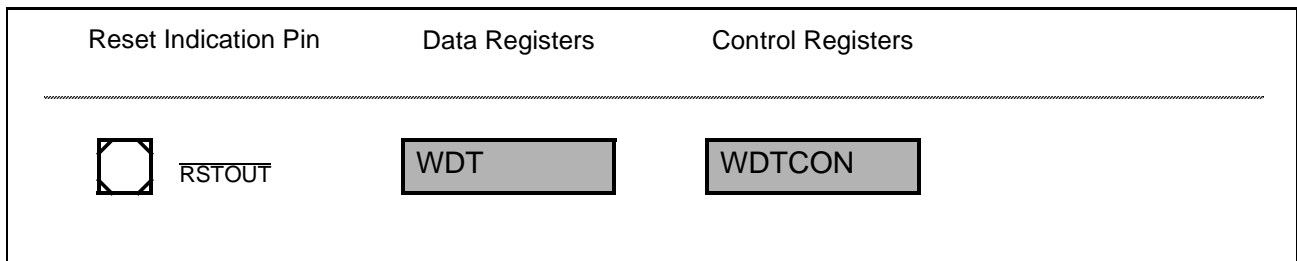 Reset Indication Pin Data Registers Control Registers
RSTOUT WDT WDTCON